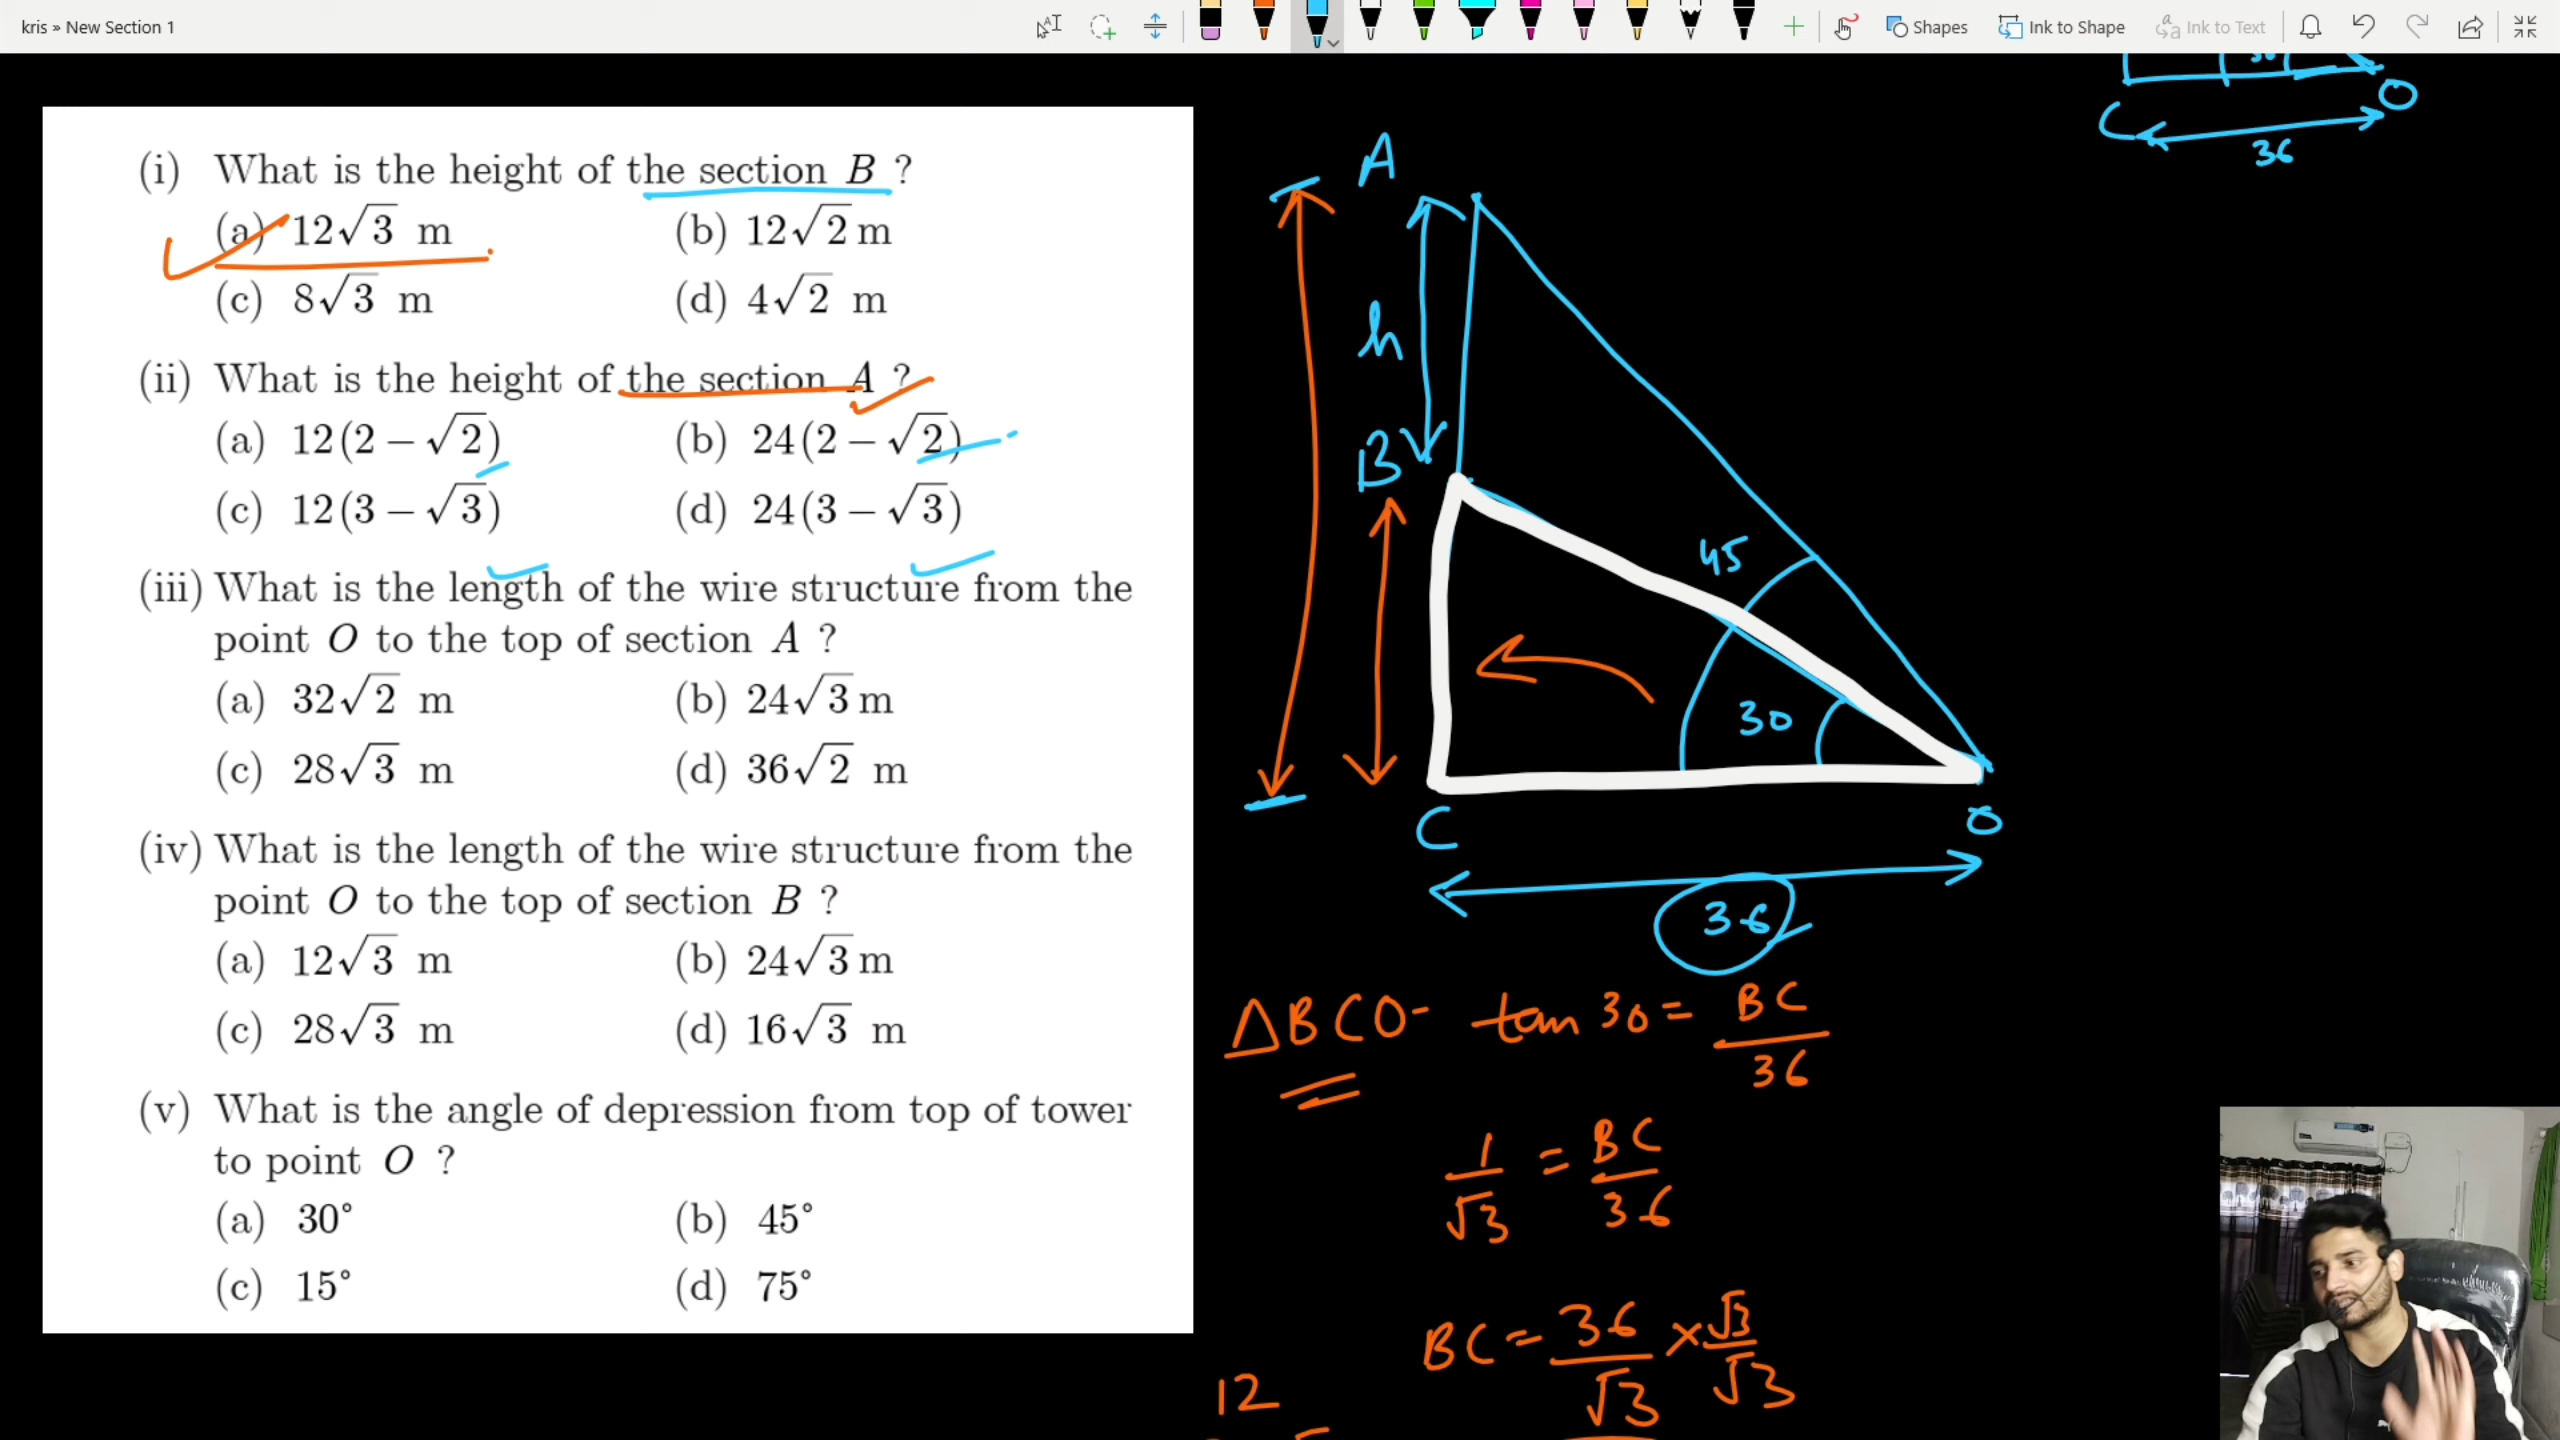 kris » New Section 1
Shapes
Ink to Shape
Ink to Text
(i) What is the height of the section B ?
(a) 12√3 m (b) 12√2 m
(c) 8√3 m (d) 4√2 m
(ii) What is the height of the section A ?
(a) 12(2 − √2) (b) 24(2 − √2)
(c) 12(3 − √3) (d) 24(3 − √3)
(iii) What is the length of the wire structure from the
point O to the top of section A ?
(a) 32√2 m (b) 24√3 m
(c) 28√3 m (d) 36√2 m
(iv) What is the length of the wire structure from the
point O to the top of section B ?
(a) 12√3 m (b) 24√3 m
(c) 28√3 m (d) 16√3 m
(v) What is the angle of depression from top of tower
to point O ?
(a) 30° (b) 45°
(c) 15° (d) 75°
C
O
36
A
h
B
45
30
C
O
36
△BCO- tan 30 = BC/36
1/√3 = BC/36
BC = 36/√3 × √3/√3
12